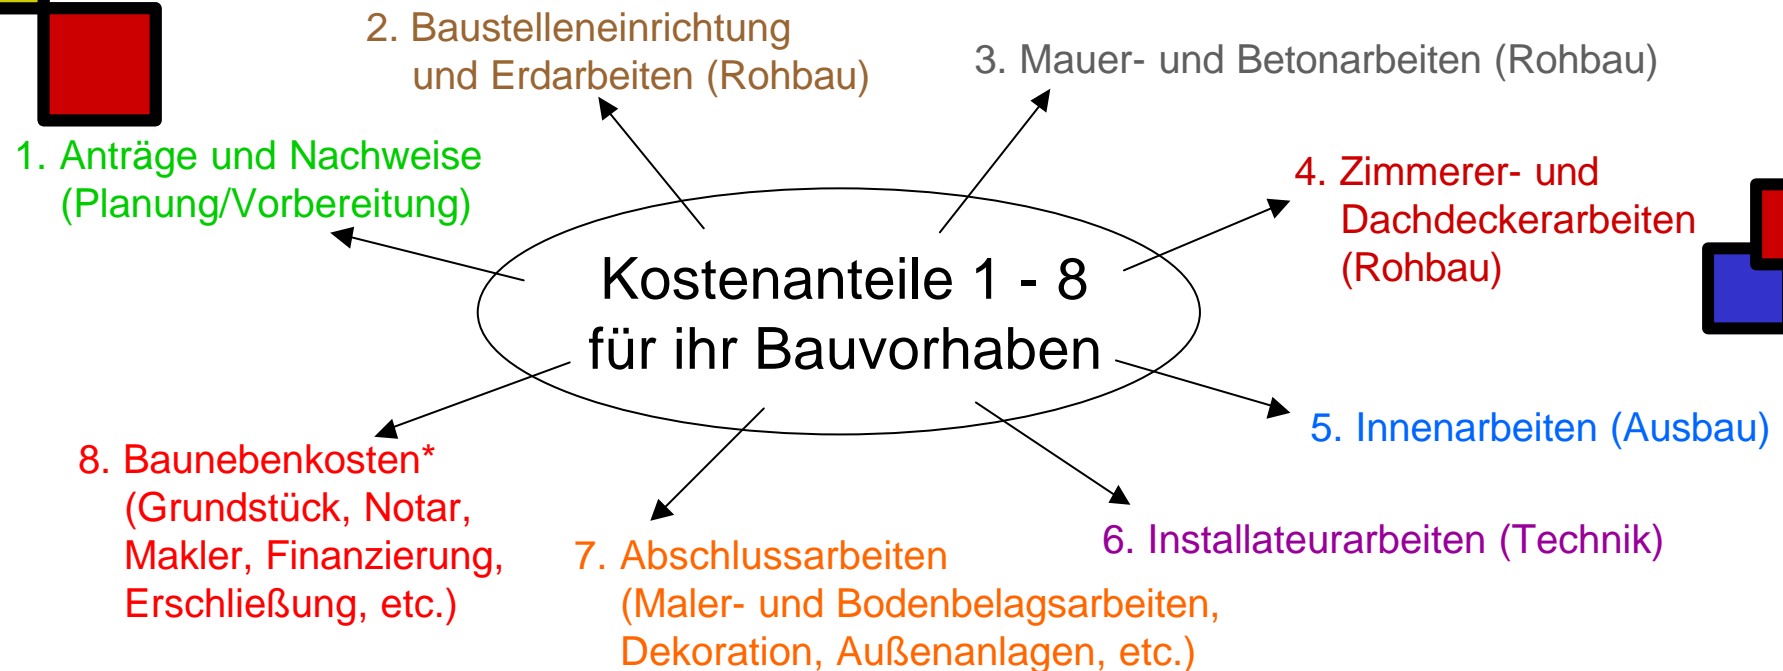 2. Baustelleneinrichtung
und Erdarbeiten (Rohbau)
3. Mauer- und Betonarbeiten (Rohbau)
1. Anträge und Nachweise
(Planung/Vorbereitung)
4. Zimmerer- und
Dachdeckerarbeiten
(Rohbau)
Kostenanteile 1 - 8
für ihr Bauvorhaben
5. Innenarbeiten (Ausbau)
8. Baunebenkosten*
(Grundstück, Notar,
Makler, Finanzierung,
Erschließung, etc.)
6. Installateurarbeiten (Technik)
7. Abschlussarbeiten
(Maler- und Bodenbelagsarbeiten,
Dekoration, Außenanlagen, etc.)